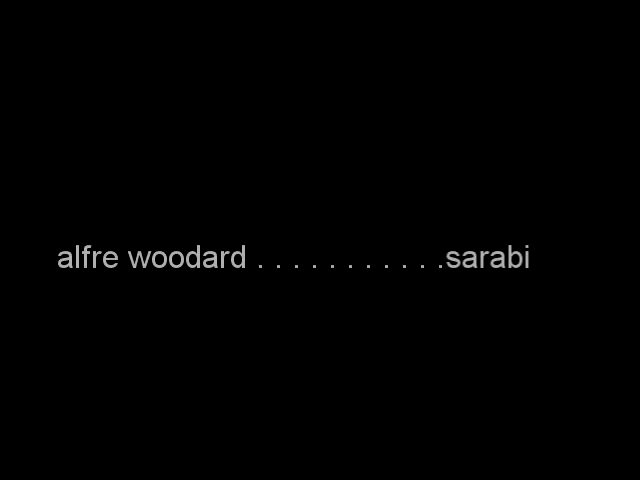 alfre woodard . . . . . . . . . . .sarabi